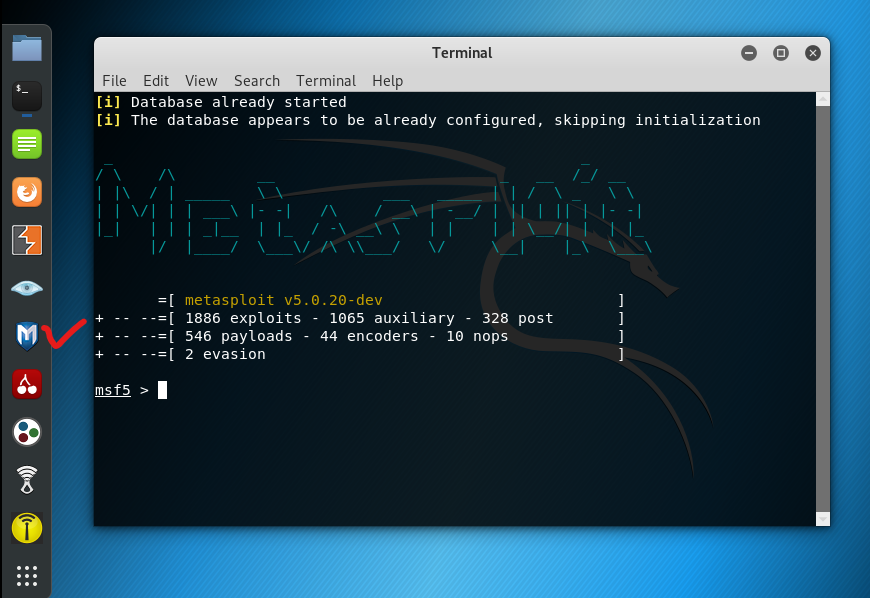 Terminal
File Edit View Search Terminal Help
[i] Database already started
[i] The database appears to be already configured, skipping initialization
METASPLOIT
=[ metasploit v5.0.20-dev ]
+ -- --=[ 1886 exploits - 1065 auxiliary - 328 post ]
+ -- --=[ 546 payloads - 44 encoders - 10 nops ]
+ -- --=[ 2 evasion ]
msf5 >
$_
M